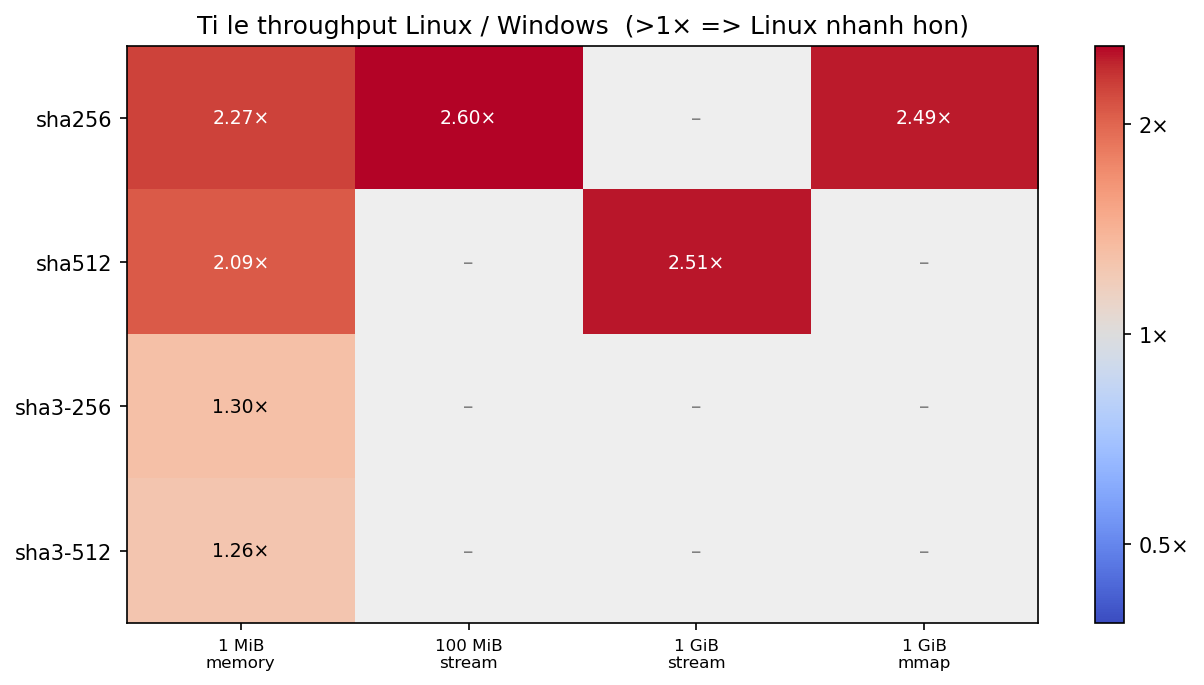 Ti le throughput Linux / Windows  (>1× => Linux nhanh hon)
sha256
2.27×
2.60×
–
2.49×
sha512
2.09×
–
2.51×
–
sha3-256
1.30×
–
–
–
sha3-512
1.26×
–
–
–
1 MiB
memory
100 MiB
stream
1 GiB
stream
1 GiB
mmap
2×
1×
0.5×